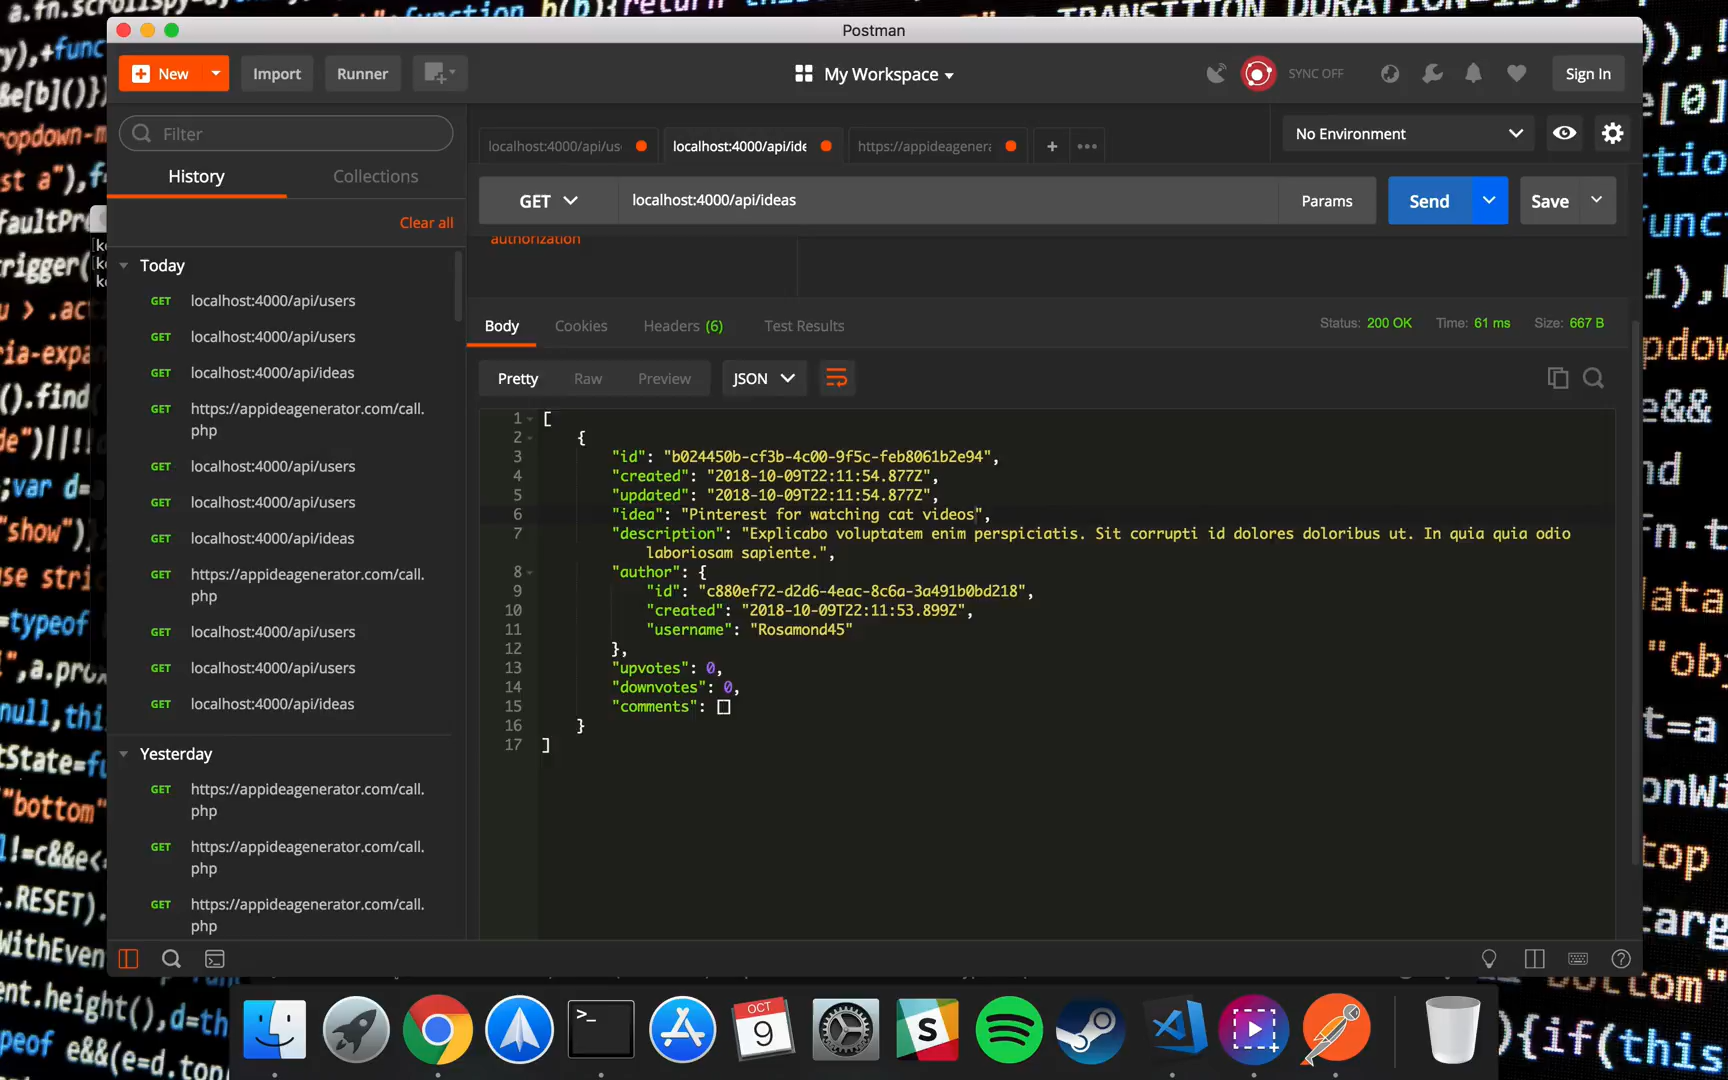 Postman
New
Import
Runner
My Workspace
SYNC OFF
Sign In
Filter
History
Collections
Clear all
Today
GET localhost:4000/api/users
GET localhost:4000/api/users
GET localhost:4000/api/ideas
GET https://appideagenerator.com/call.
php
GET localhost:4000/api/users
GET localhost:4000/api/users
GET localhost:4000/api/ideas
GET https://appideagenerator.com/call.
php
GET localhost:4000/api/users
GET localhost:4000/api/users
GET localhost:4000/api/ideas
Yesterday
GET https://appideagenerator.com/call.
php
GET https://appideagenerator.com/call.
php
GET https://appideagenerator.com/call.
php
localhost:4000/api/us
localhost:4000/api/ide
https://appideagenera
No Environment
GET
localhost:4000/api/ideas
Params
Send
Save
authorization
Body
Cookies
Headers (6)
Test Results
Status: 200 OK
Time: 61 ms
Size: 667 B
Pretty
Raw
Preview
JSON
1 [
2 {
3 "id": "b024450b-cf3b-4c00-9f5c-feb8061b2e94",
4 "created": "2018-10-09T22:11:54.877Z",
5 "updated": "2018-10-09T22:11:54.877Z",
6 "idea": "Pinterest for watching cat videos",
7 "description": "Explicabo voluptatem enim perspiciatis. Sit corrupti id dolores doloribus ut. In quia quia odio
laboriosam sapiente.",
8 "author": {
9 "id": "c880ef72-d2d6-4eac-8c6a-3a491b0bd218",
10 "created": "2018-10-09T22:11:53.899Z",
11 "username": "Rosamond45"
12 },
13 "upvotes": 0,
14 "downvotes": 0,
15 "comments": []
16 }
17 ]
OCT
9
S